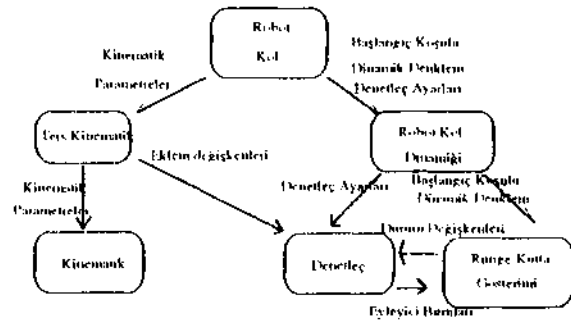 Robot
Kol
Kinematik
Parametreler
Başlangıç Koşulu
Dinamik Denklem
Denetleç Ayarları
Ters Kinematik
Robot Kol
Dinamiği
Eklem değişkenleri
Kinematik
Parametreler
Denetleç Ayarları
Başlangıç Koşulu
Dinamik Denklem
Durum Değişkenleri
Kinematik
Denetleç
Runge Kutta
Gösterimi
Eyleyici Buruları